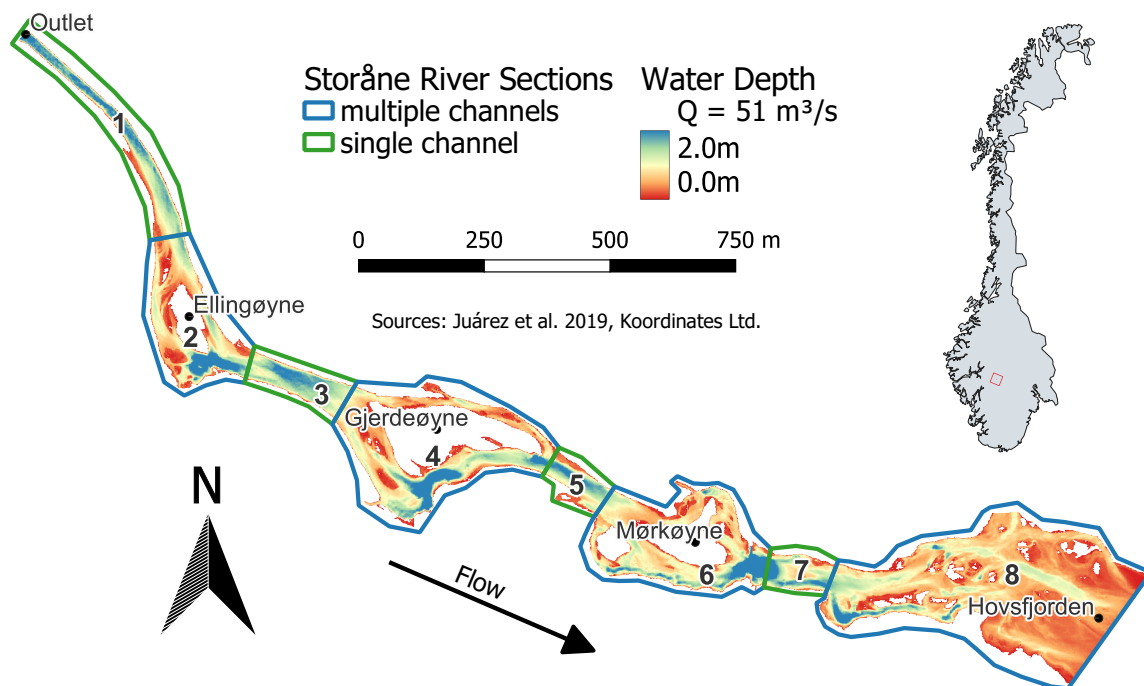 Outlet
Storåne River Sections
multiple channels
single channel
Water Depth
Q = 51 m³/s
2.0m
0.0m
1
0 250 500 750 m
Sources: Juárez et al. 2019, Koordinates Ltd.
Ellingøyne
2
3
Gjerdeøyne
4
5
N
Mørkøyne
6
7
8
Flow
Hovsfjorden